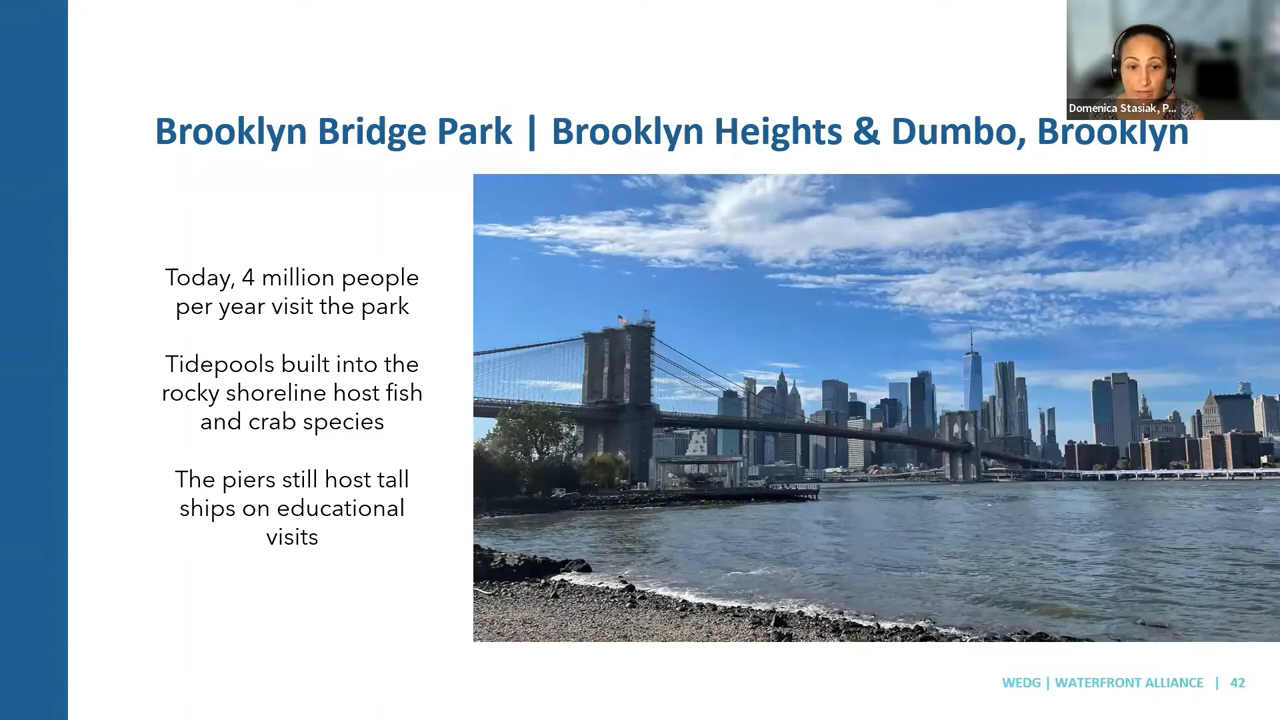 Domenica Stasiak, P...
Brooklyn Bridge Park | Brooklyn Heights & Dumbo, Brooklyn
Today, 4 million people
per year visit the park
Tidepools built into the
rocky shoreline host fish
and crab species
The piers still host tall
ships on educational
visits
WEDG | WATERFRONT ALLIANCE | 42